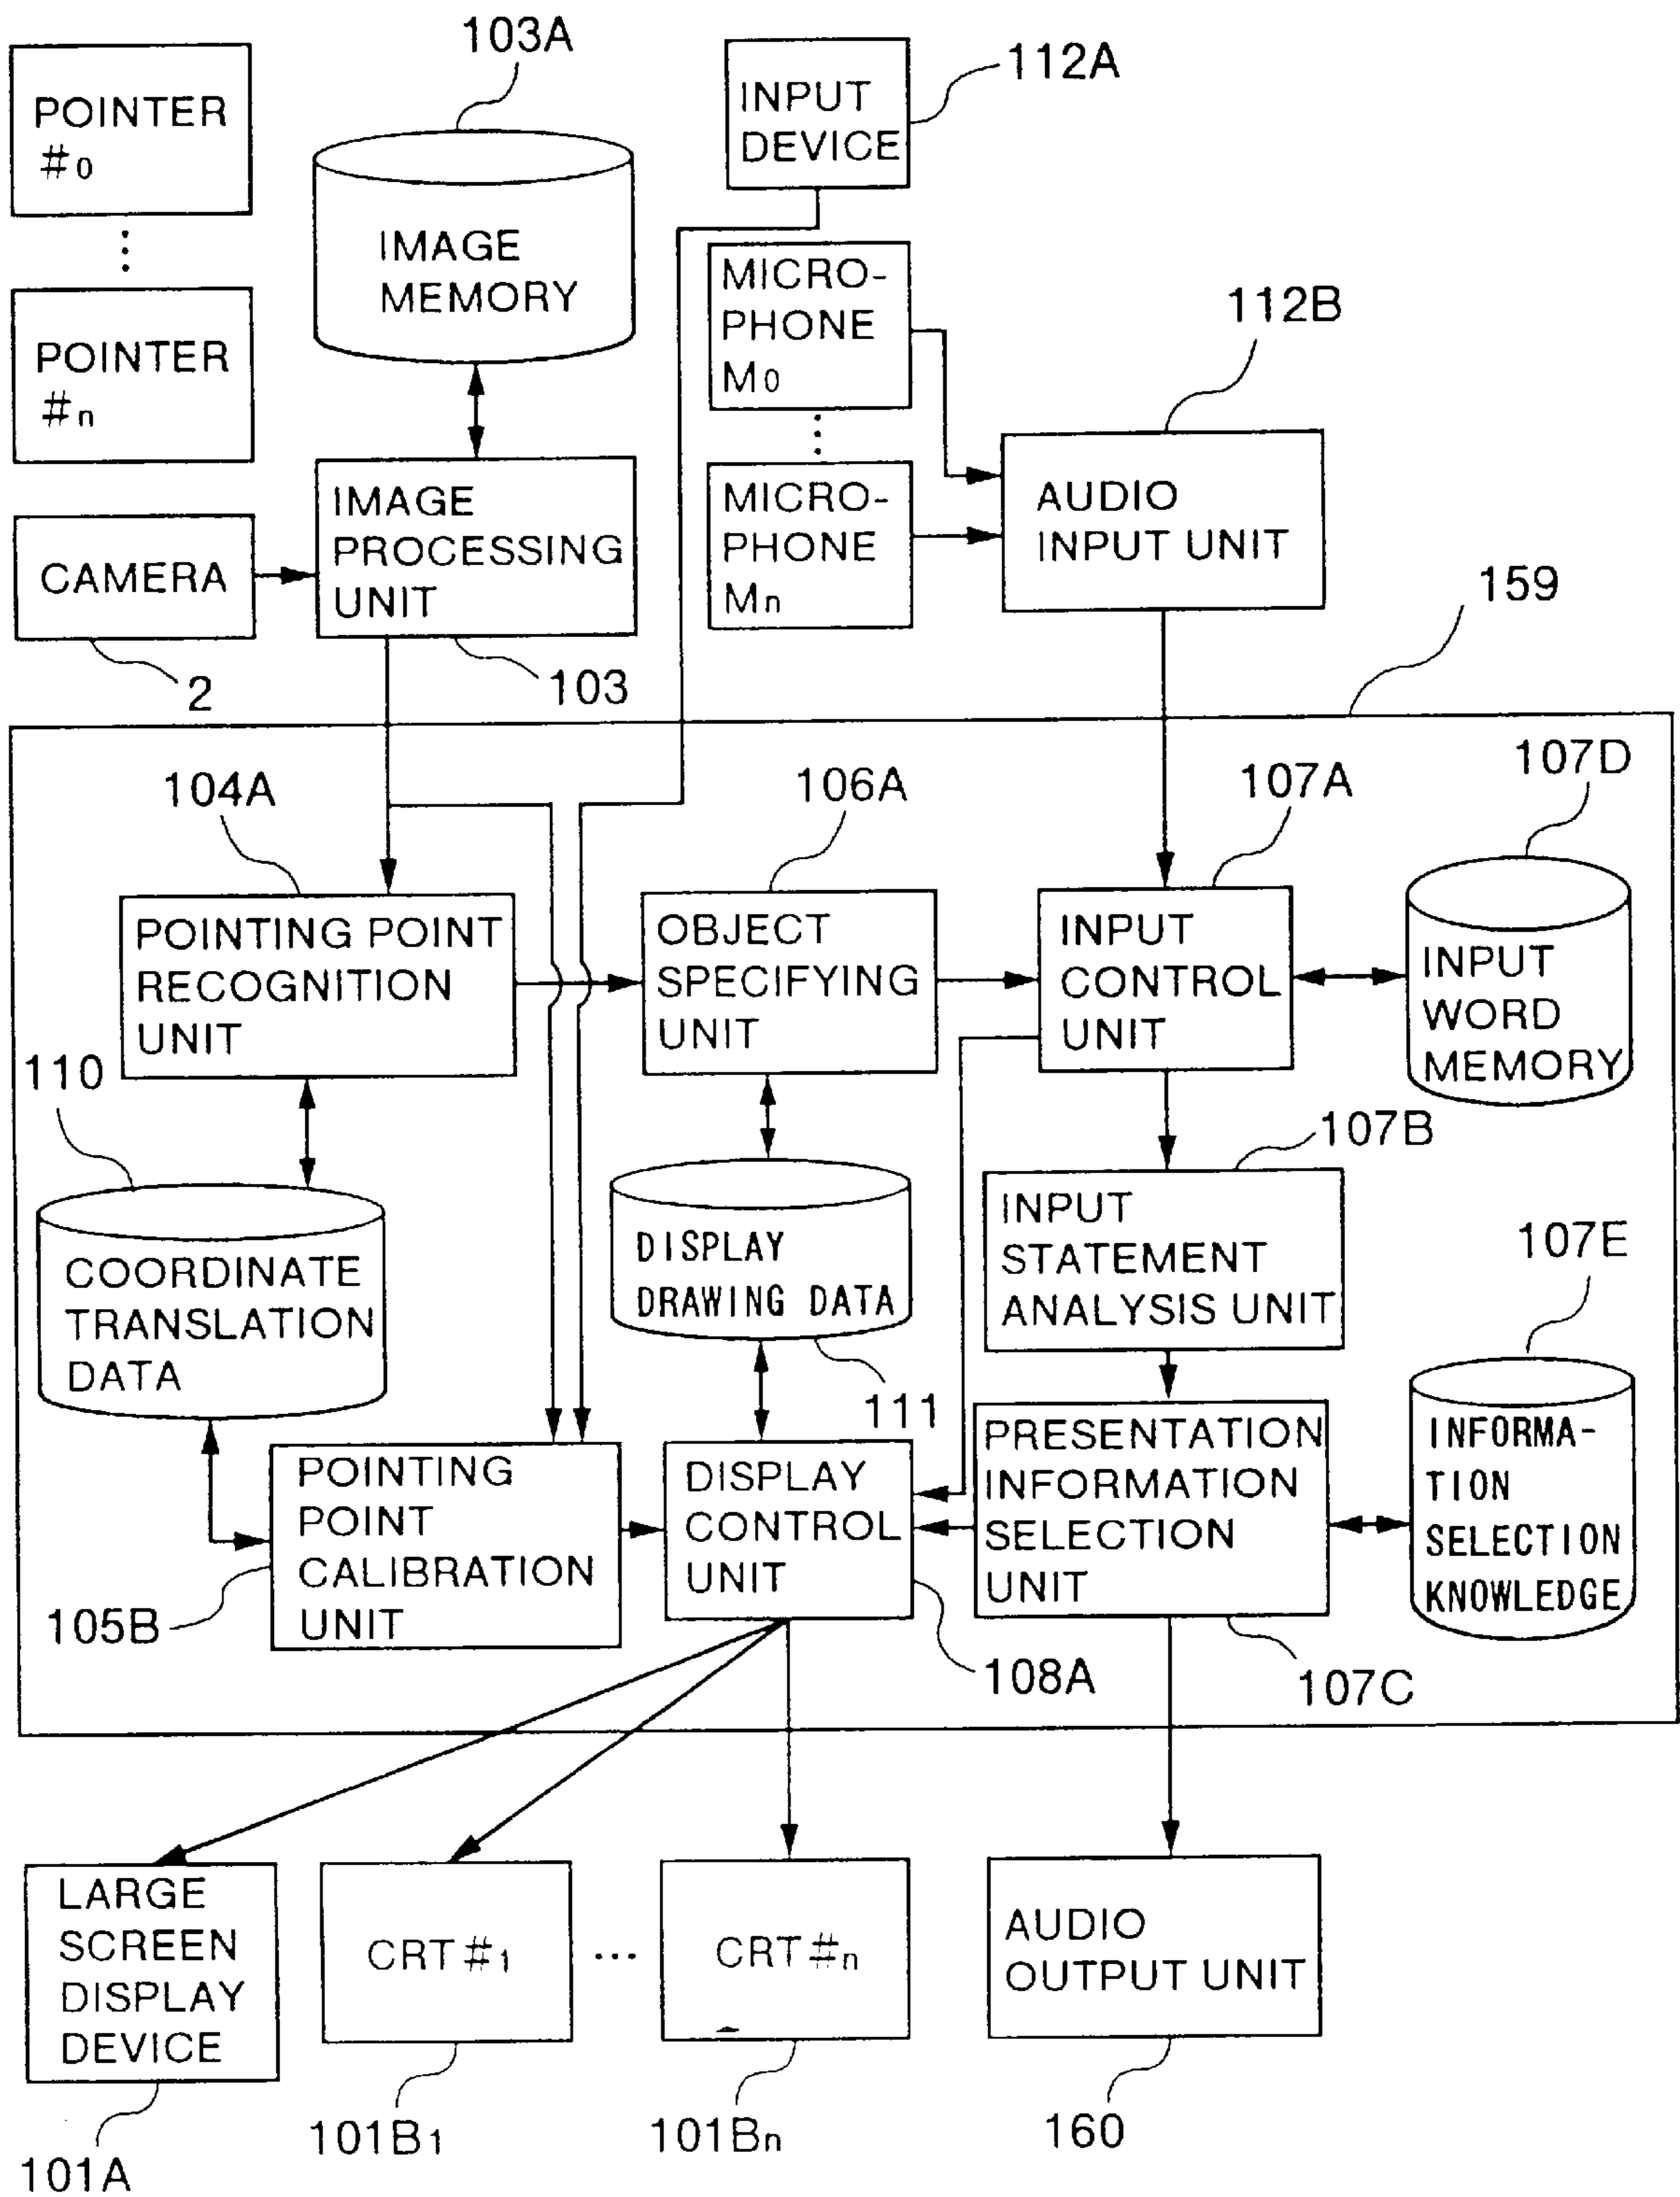 103A
112A
POINTER
#0
INPUT
DEVICE
IMAGE
MEMORY
MICRO-
PHONE
M0
112B
POINTER
#n
IMAGE
PROCESSING
UNIT
MICRO-
PHONE
Mn
AUDIO
INPUT UNIT
CAMERA
2
103
159
104A
106A
107A
107D
POINTING POINT
RECOGNITION
UNIT
OBJECT
SPECIFYING
UNIT
INPUT
CONTROL
UNIT
INPUT
WORD
MEMORY
110
107B
COORDINATE
TRANSLATION
DATA
DISPLAY
DRAWING DATA
INPUT
STATEMENT
ANALYSIS UNIT
107E
111
POINTING
POINT
CALIBRATION
UNIT
DISPLAY
CONTROL
UNIT
PRESENTATION
INFORMATION
SELECTION
UNIT
INFORMA-
TION
SELECTION
KNOWLEDGE
105B
108A
107C
LARGE
SCREEN
DISPLAY
DEVICE
CRT #1
...
CRT #n
AUDIO
OUTPUT UNIT
101A
101B1
101Bn
160